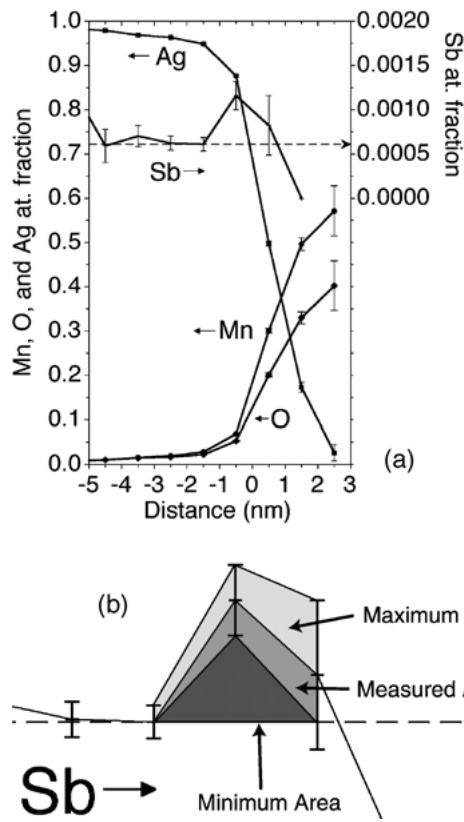 1.0
0.9
0.8
0.7
0.6
0.5
0.4
0.3
0.2
0.1
0.0
Mn, O, and Ag at. fraction
0.0020
0.0015
0.0010
0.0005
0.0000
Sb at. fraction
Ag
Sb
Mn
O
(a)
-5 -4 -3 -2 -1 0 1 2 3
Distance (nm)
(b)
Maximum
Measured
Minimum Area
Sb